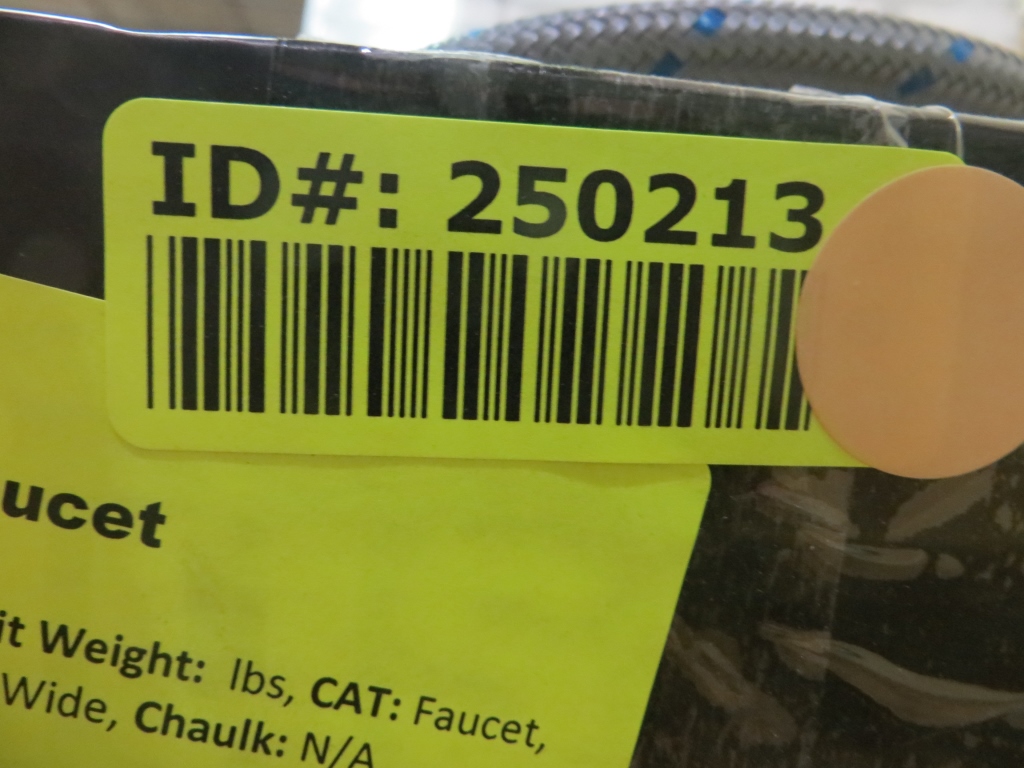 ID#: 250213
ucet
it Weight: lbs, CAT: Faucet,
Wide, Chaulk: N/A